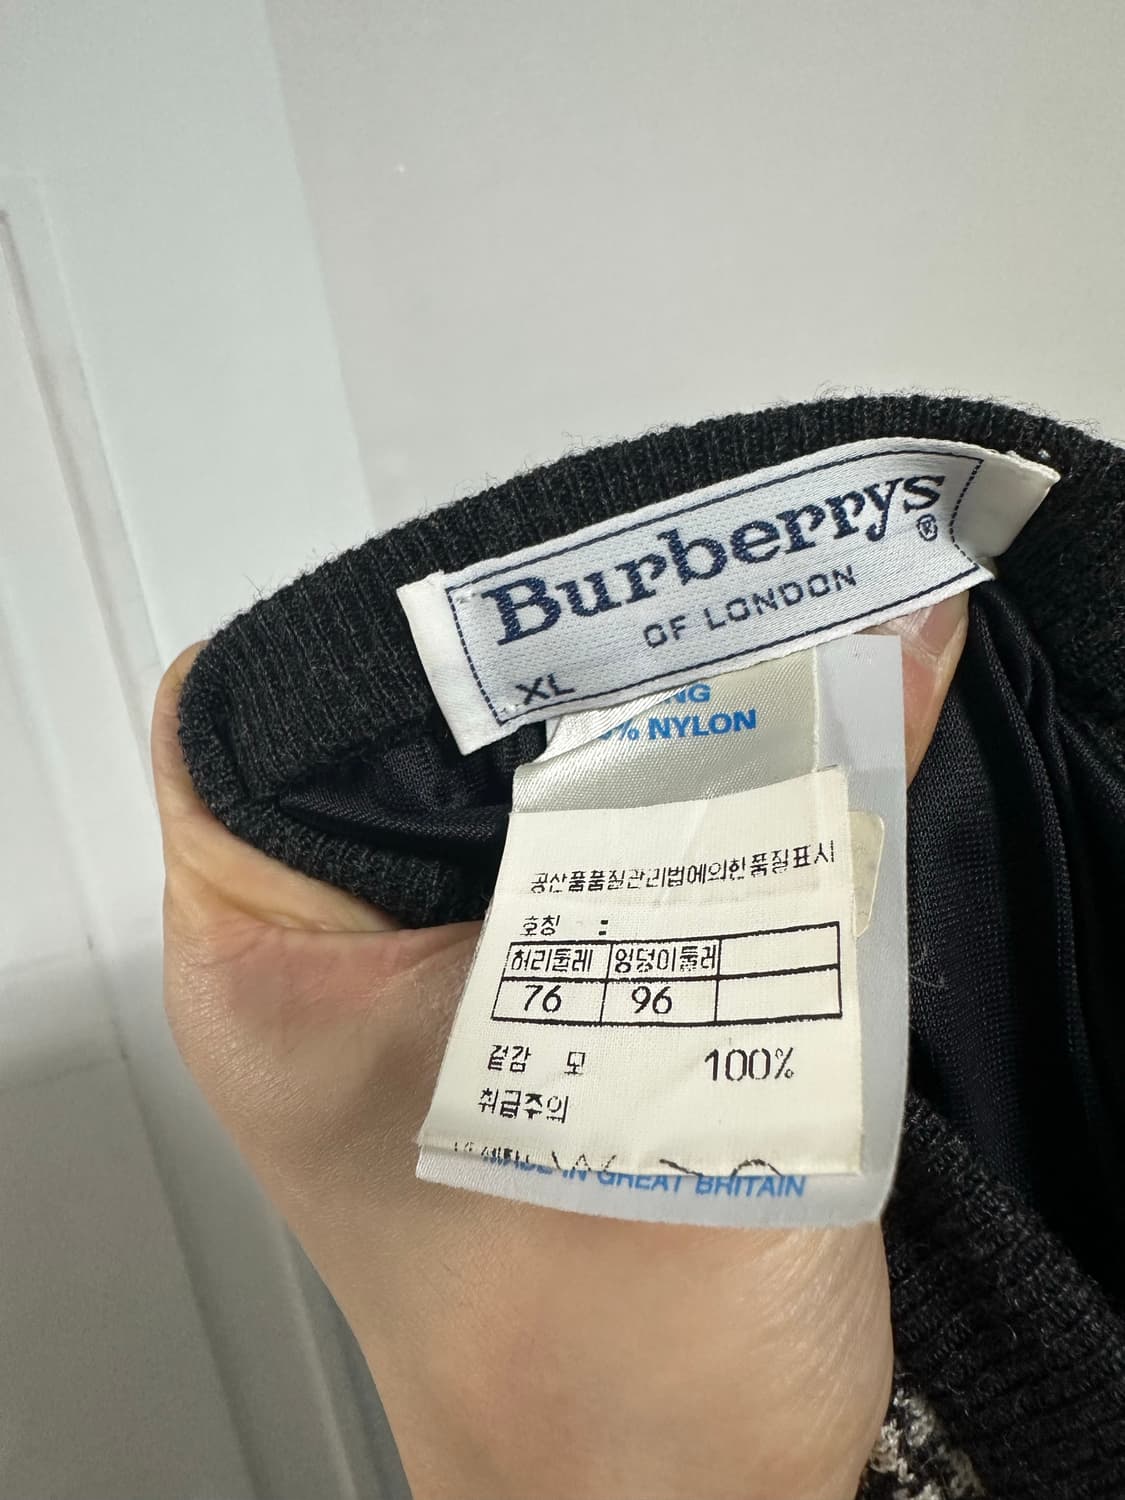 Burberrys
®
OF LONDON
XL
% NYLON
공산품품질관리법에의한품질표시
호칭 :
허리둘레 엉덩이둘레
76 96
겉감 모 100%
취급주의
MADE IN GREAT BRITAIN